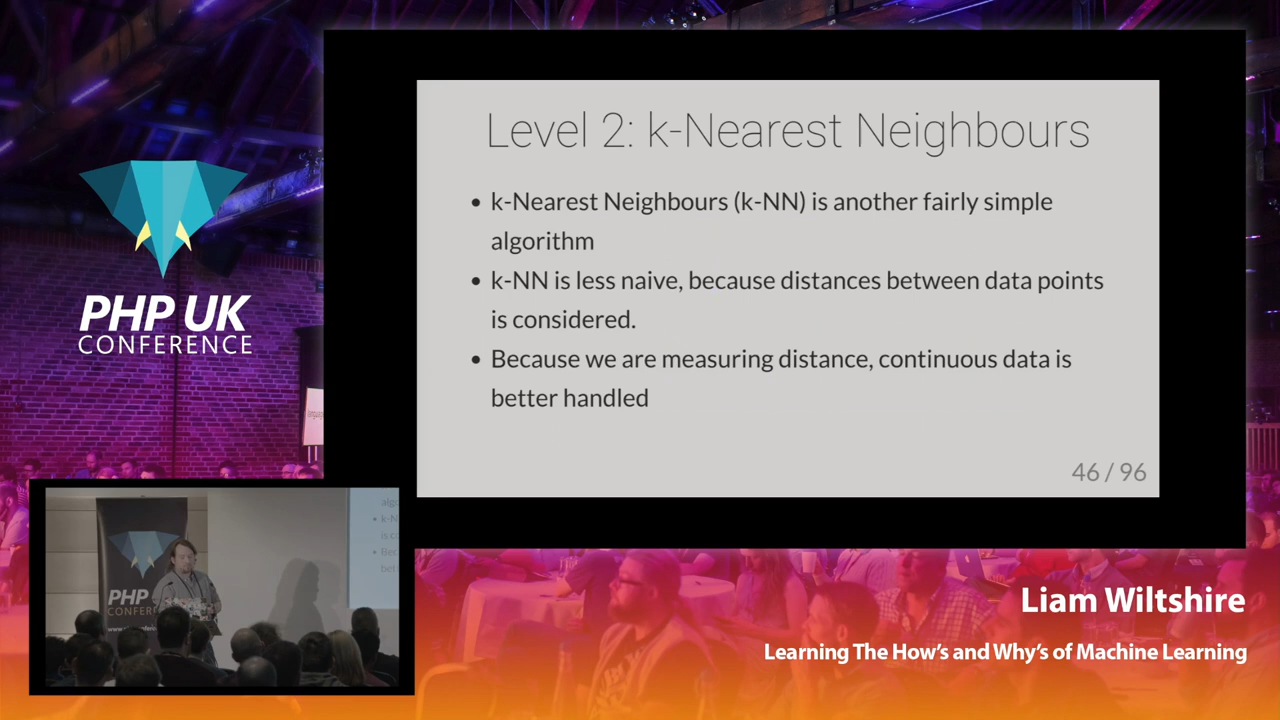 Level 2: k-Nearest Neighbours
• k-Nearest Neighbours (k-NN) is another fairly simple
algorithm
• k-NN is less naive, because distances between data points
is considered.
• Because we are measuring distance, continuous data is
better handled
46 / 96
PHP UK
CONFERENCE
PHP
CONFER
Liam Wiltshire
Learning The How's and Why's of Machine Learning